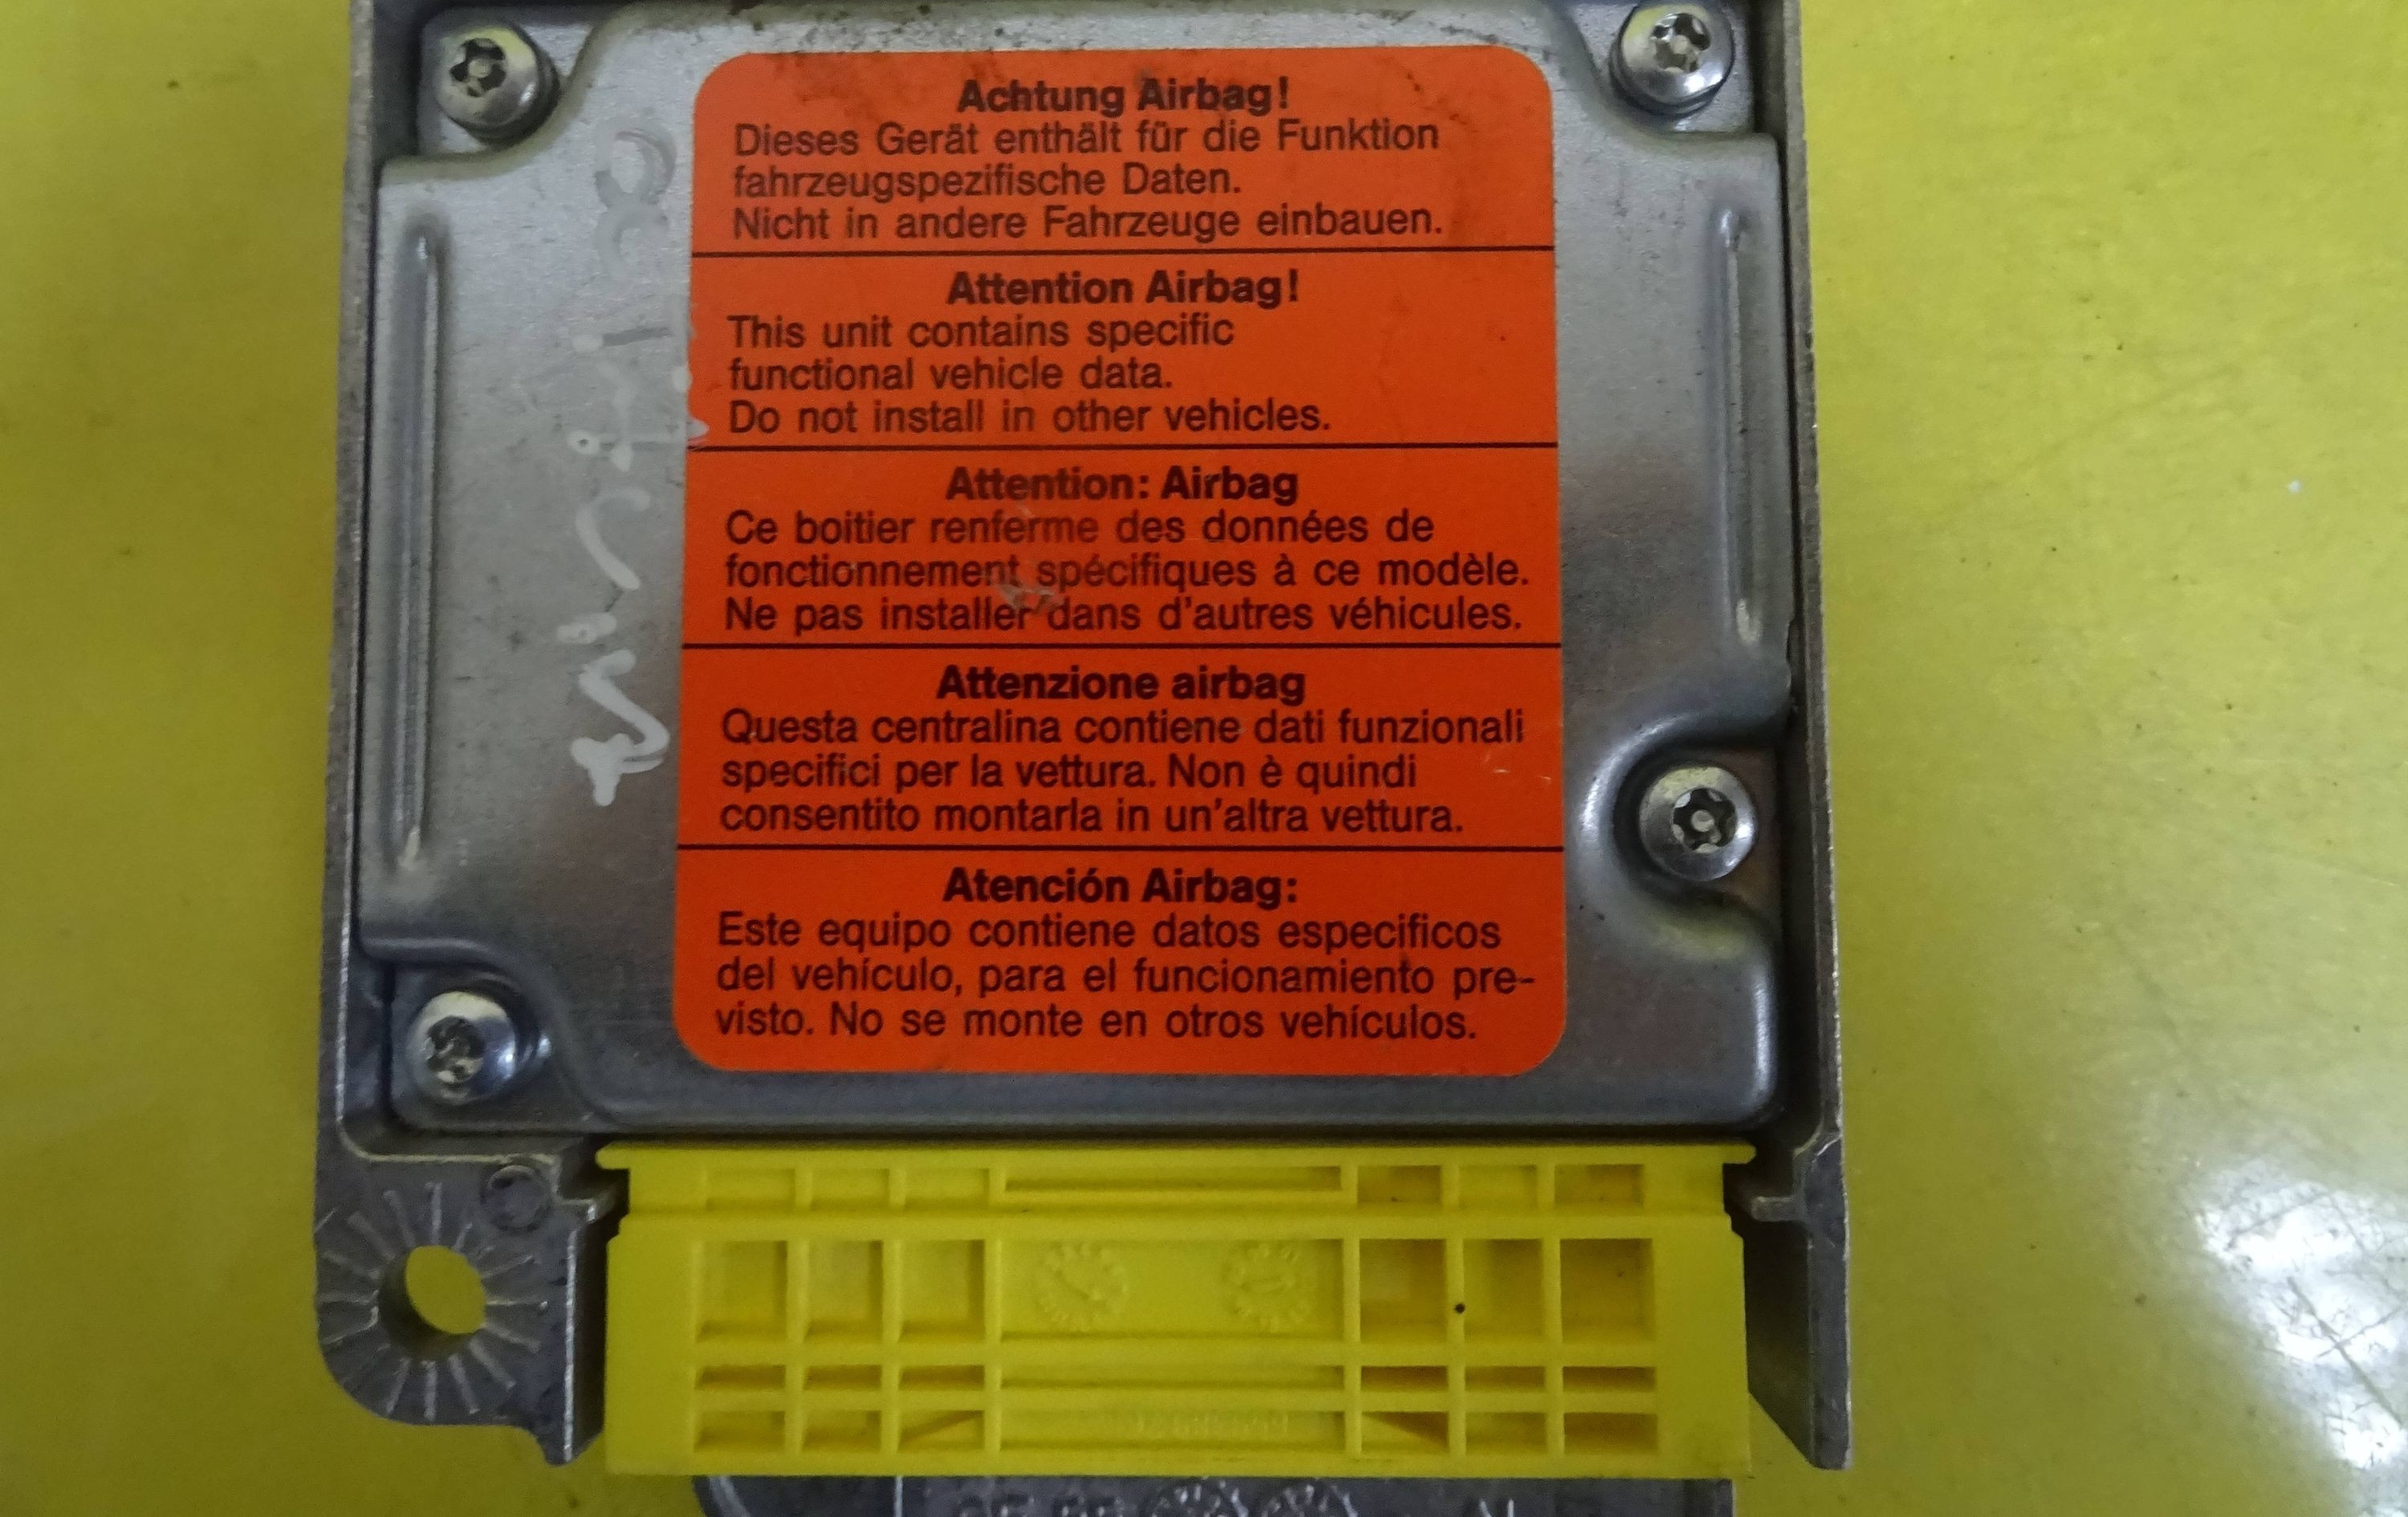 Achtung Airbag!
Dieses Gerät enthält für die Funktion
fahrzeugspezifische Daten.
Nicht in andere Fahrzeuge einbauen.
Attention Airbag!
This unit contains specific
functional vehicle data.
Do not install in other vehicles.
Attention: Airbag
Ce boitier renferme des données de
fonctionnement spécifiques à ce modèle.
Ne pas installer dans d'autres véhicules.
Attenzione airbag
Questa centralina contiene dati funzionali
specifici per la vettura. Non è quindi
consentito montarla in un'altra vettura.
Atención Airbag:
Este equipo contiene datos especificos
del vehículo, para el funcionamiento pre-
visto. No se monte en otros vehículos.